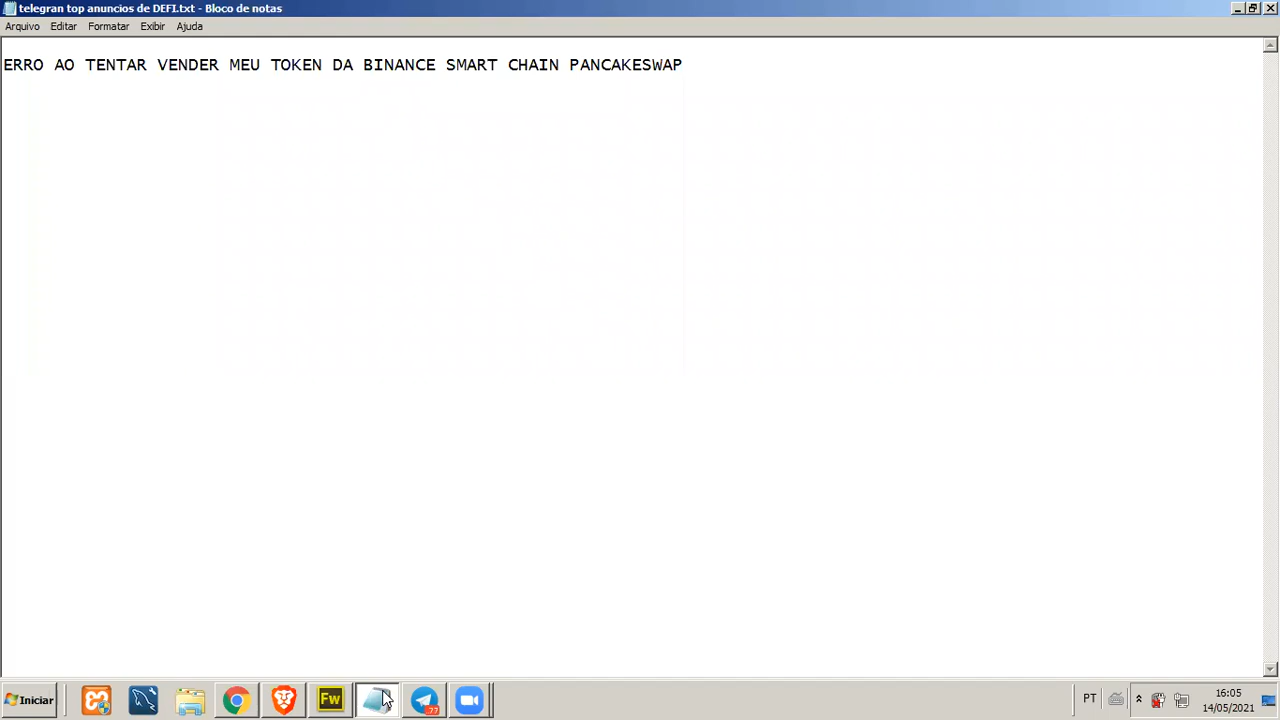 telegran top anuncios de DEFI.txt - Bloco de notas
Arquivo Editar Formatar Exibir Ajuda
ERRO AO TENTAR VENDER MEU TOKEN DA BINANCE SMART CHAIN PANCAKESWAP
Iniciar Fw 77 PT 16:05
14/05/2021